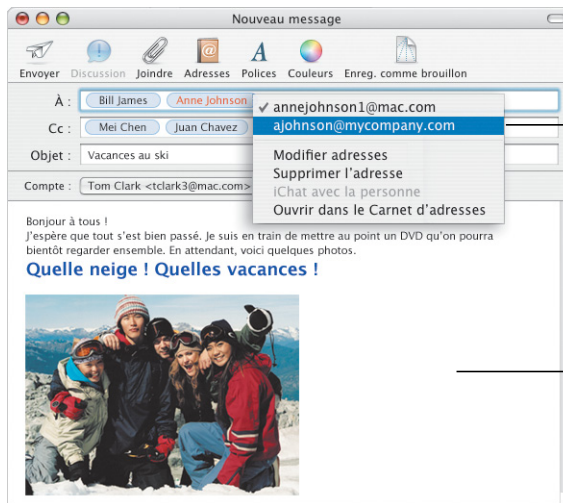 Nouveau message
Envoyer Discussion Joindre Adresses Polices Couleurs Enreg. comme brouillon
À : Bill James Anne Johnson
✓ annejohnson1@mac.com
ajohnson@mycompany.com
Modifier adresses
Supprimer l'adresse
iChat avec la personne
Ouvrir dans le Carnet d'adresses
Cc : Mei Chen Juan Chavez
Objet : Vacances au ski
Compte : Tom Clark <tclark3@mac.com>
Bonjour à tous !
J'espère que tout s'est bien passé. Je suis en train de mettre au point un DVD qu'on pourra
bientôt regarder ensemble. En attendant, voici quelques photos.
Quelle neige ! Quelles vacances !